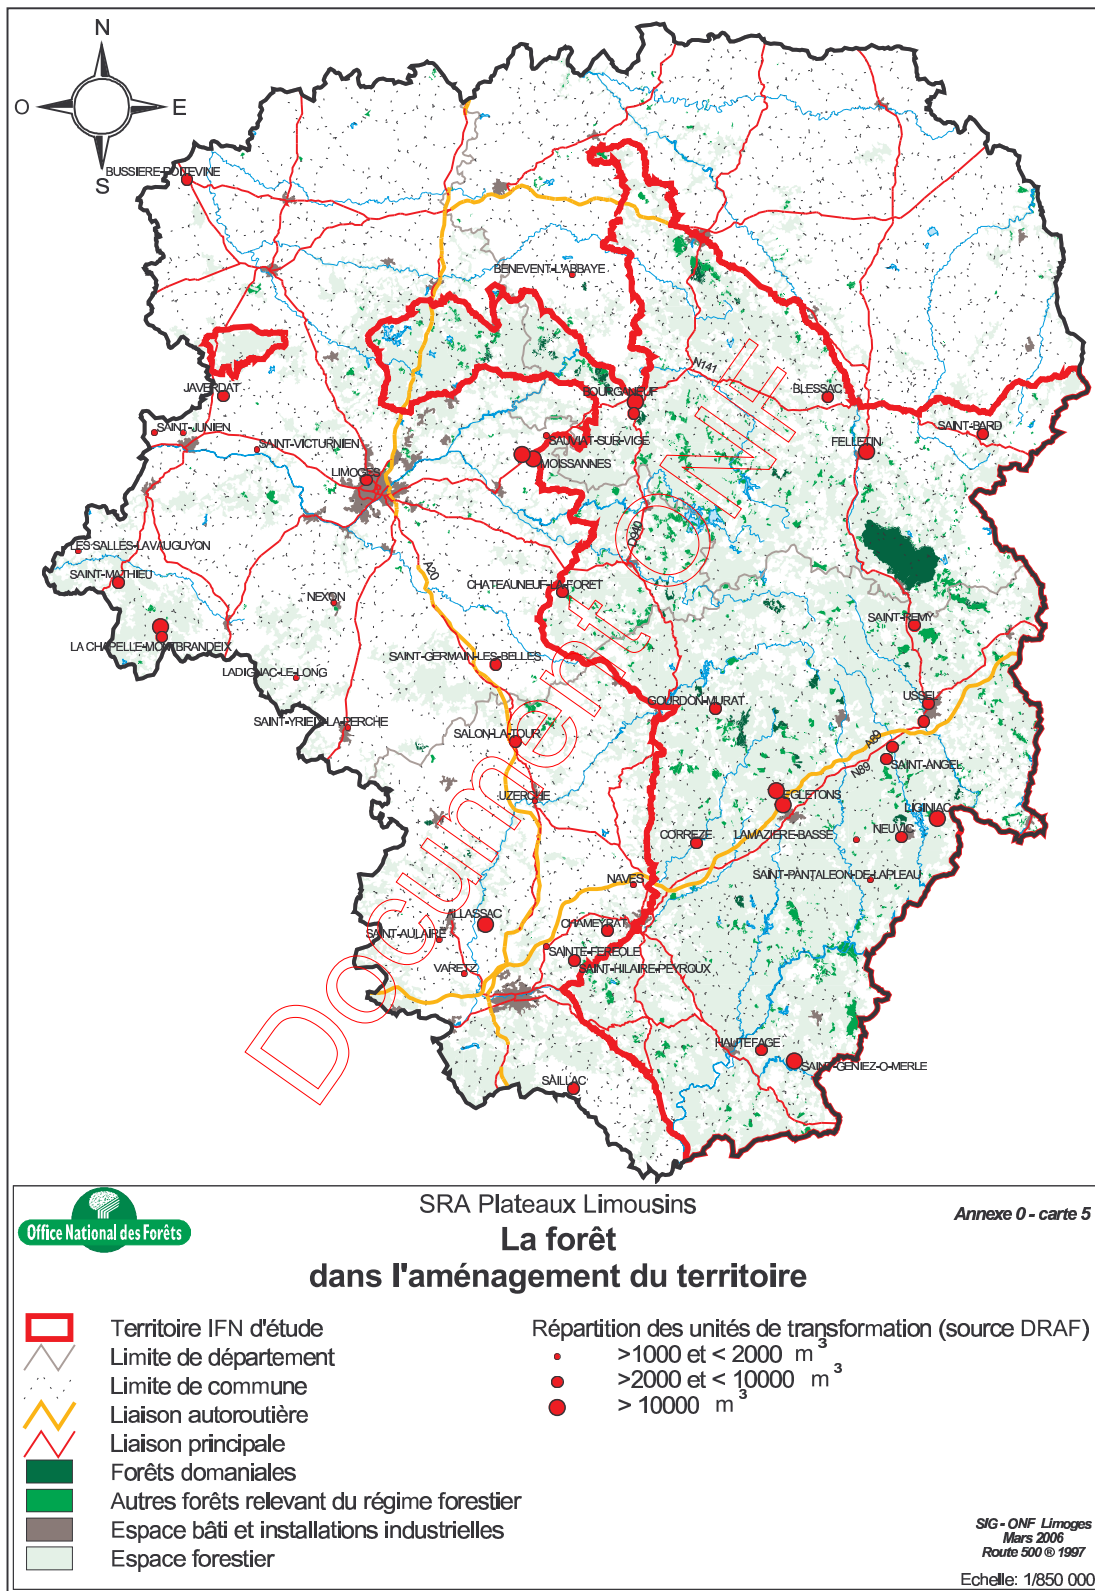 N
O
E
S
BUSSIERE-POITEVINE
BENEVENT-L'ABBAYE
N141
JAVERDAT
BOURGANEUF
BLESSAC
SAINT-JUNIEN
SAINT-VICTURNIEN
SAUVIAT-SUR-VIGE
SAINT-BARD
FELLETIN
MOISSANNES
LIMOGES
D940
LES SALLES-LAVAUGUYON
A20
SAINT-MATHIEU
CHATEAUNEUF-LA-FORET
NEXON
SAINT-REMY
LA CHAPELLE-MONTBRANDEIX
SAINT-GERMAIN-LES-BELLES
LADIGNAC-LE-LONG
USSEL
GOURDON-MURAT
SAINT-YRIEIX-LA-PERCHE
SALON-LA-TOUR
A89
N89
SAINT-ANGEL
UZERCHE
EGLETONS
LIGINIAC
CORREZE
LAMAZIERE-BASSE
NEUVIC
NAVES
SAINT-PANTALEON-DE-LAPLEAU
ALLASSAC
CHAMEYRAT
SAINT-AULAIRE
SAINTE-FEREOLE
VARETZ
SAINT-HILAIRE-PEYROUX
HAUTEFAGE
SAINT-GENIEZ-O-MERLE
SAILLAC
Document ONF
Office National des Forêts
SRA Plateaux Limousins
Annexe 0 - carte 5
La forêt
dans l'aménagement du territoire
Territoire IFN d'étude
Limite de département
Limite de commune
Liaison autoroutière
Liaison principale
Forêts domaniales
Autres forêts relevant du régime forestier
Espace bâti et installations industrielles
Espace forestier
Répartition des unités de transformation (source DRAF)
>1000 et < 2000 m³
>2000 et < 10000 m³
> 10000 m³
SIG - ONF Limoges
Mars 2006
Route 500 ® 1997
Echelle: 1/850 000